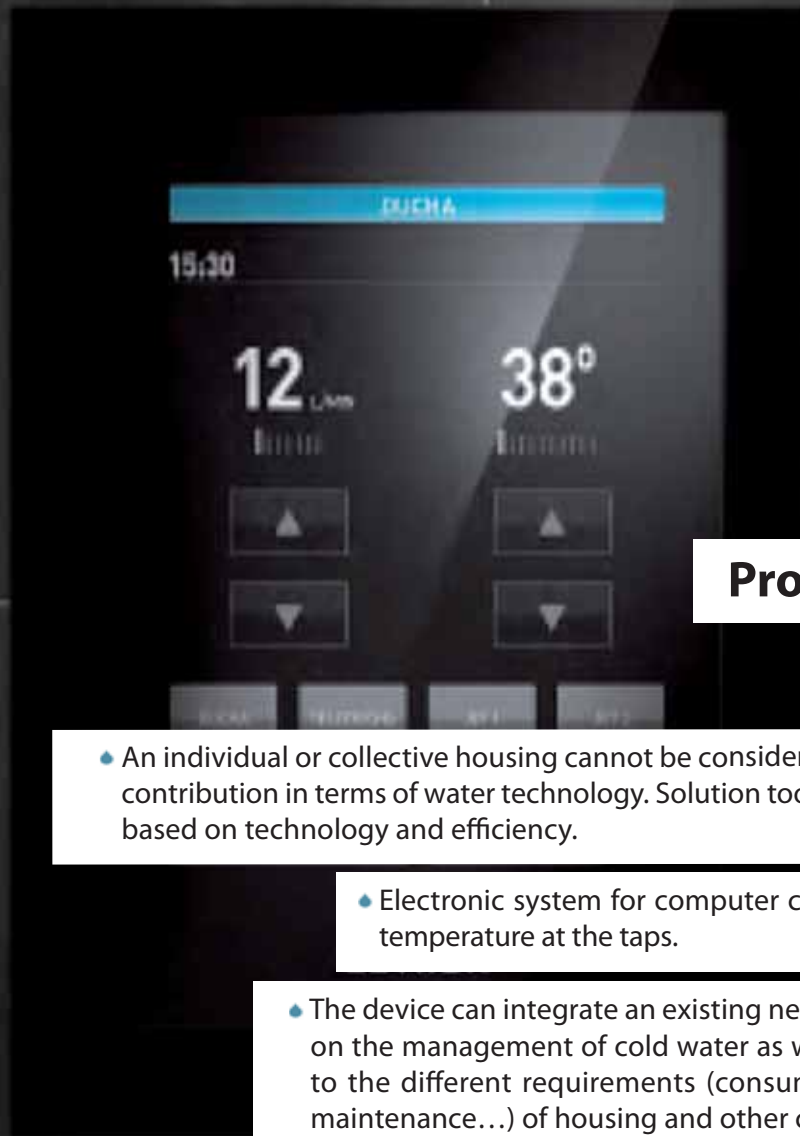 DUCHA
15:30
12 L/MIN 38°
Pro
An individual or collective housing cannot be consider
contribution in terms of water technology. Solution too
based on technology and efficiency.
Electronic system for computer c
temperature at the taps.
The device can integrate an existing ne
on the management of cold water as w
to the different requirements (consum
maintenance…) of housing and other c